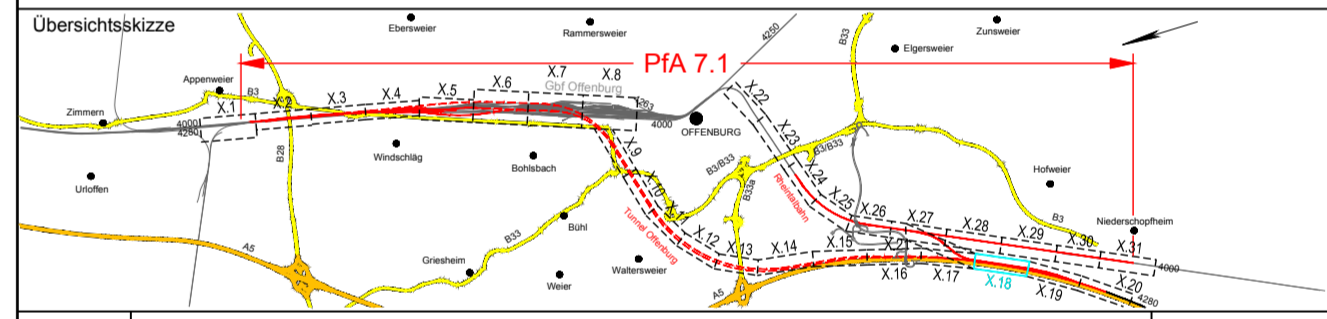 Übersichtsskizze
Ebersweier
Rammersweier
Zunsweier
4250
B33
Elgersweier
PfA 7.1
Appenweier
B3
X.1
X.2
X.3
X.4
X.5
X.6
X.7
X.8
Gbf Offenburg
4263
Zimmern
4000
4280
4000
OFFENBURG
X.22
X.23
X.24
X.25
X.26
X.27
X.28
X.29
X.30
X.31
B3/B33
B3/B33
B33a
Rheintalbahn
Hofweier
B3
Niederschopfheim
4000
Windschläg
Bohlsbach
B28
Urloffen
X.9
X.10
X.11
X.12
X.13
X.14
X.15
X.21
X.16
X.17
X.18
X.19
X.20
4280
Tunnel Offenburg
Bühl
B33
Griesheim
Weier
Waltersweier
A5
A5